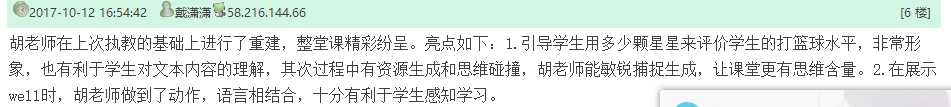 2017-10-12 16:54:42 戴潇潇 58.216.144.66 [6 楼]
胡老师在上次执教的基础上进行了重建，整堂课精彩纷呈。亮点如下：1.引导学生用多少颗星星来评价学生的打篮球水平，非常形
象，也有利于学生对文本内容的理解，其次过程中有资源生成和思维碰撞，胡老师能敏锐捕捉生成，让课堂更有思维含量。2.在展示
well时，胡老师做到了动作，语言相结合，十分有利于学生感知学习。